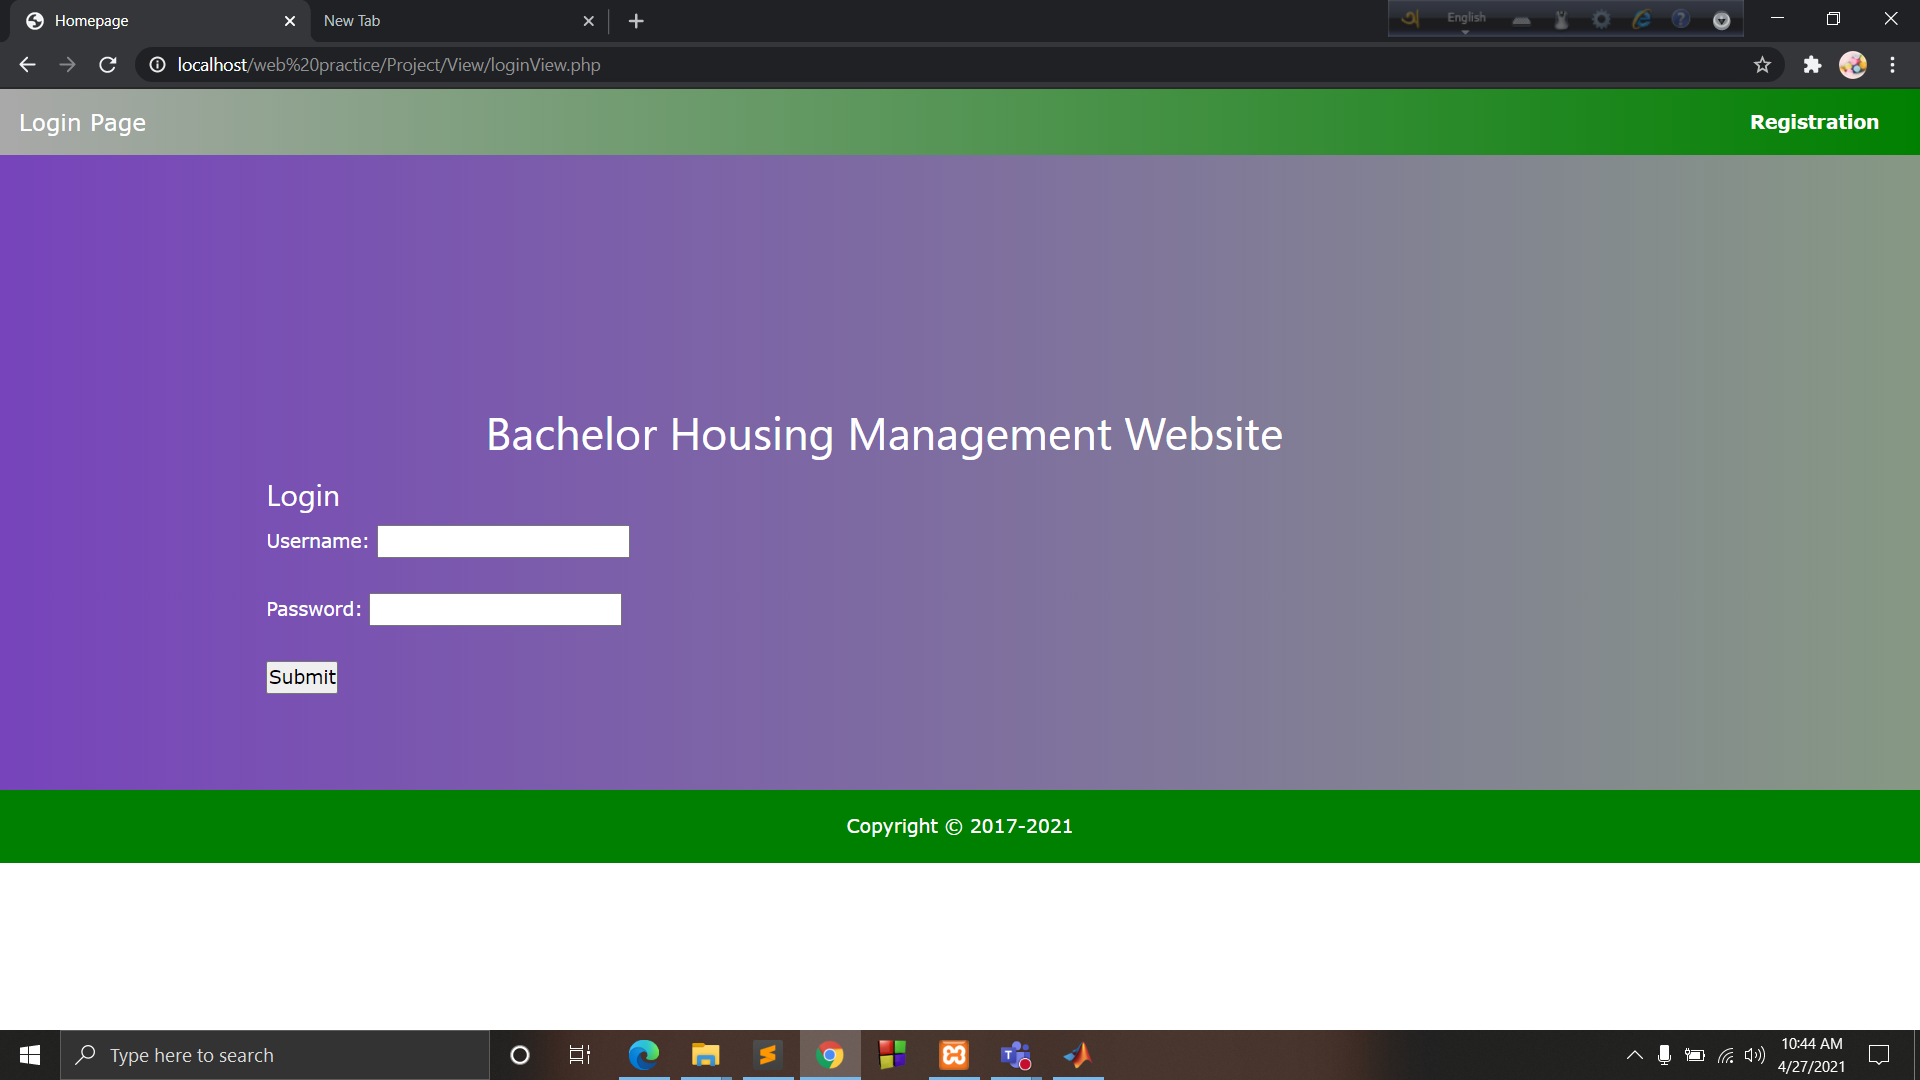 Homepage
New Tab
English
localhost/web%20practice/Project/View/loginView.php
Login Page
Registration
Bachelor Housing Management Website
Login
Username:
Password:
Submit
Copyright © 2017-2021
Type here to search
10:44 AM
4/27/2021